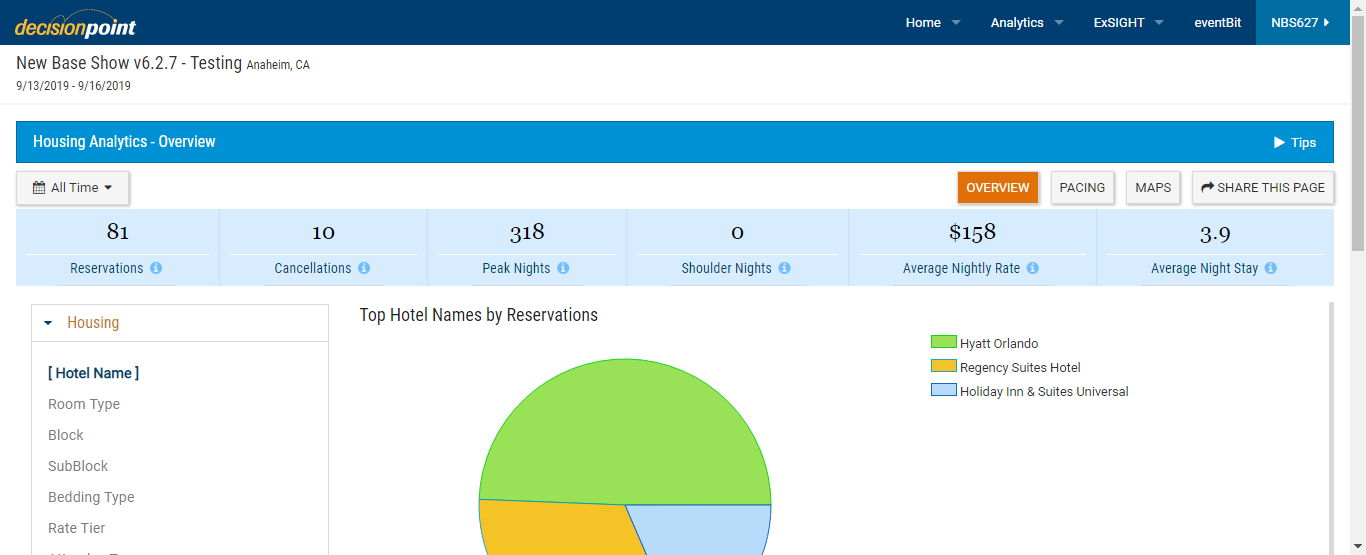 decisionpoint
Home Analytics ExSIGHT eventBit NBS627
New Base Show v6.2.7 - Testing Anaheim, CA
9/13/2019 - 9/16/2019
Housing Analytics - Overview
Tips
All Time
OVERVIEW PACING MAPS SHARE THIS PAGE
81 10 318 0 $158 3.9
Reservations Cancellations Peak Nights Shoulder Nights Average Nightly Rate Average Night Stay
Housing
[ Hotel Name ]
Room Type
Block
SubBlock
Bedding Type
Rate Tier
Top Hotel Names by Reservations
Hyatt Orlando
Regency Suites Hotel
Holiday Inn & Suites Universal